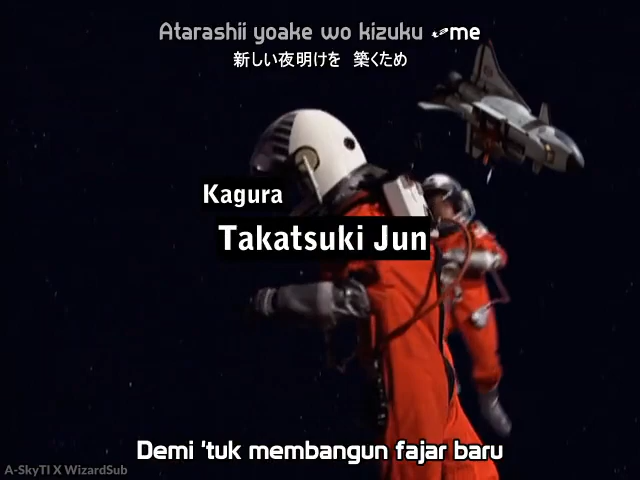 Atarashii yoake wo kizuku me
新しい夜明けを 築くため
Kagura
Takatsuki Jun
Demi 'tuk membangun fajar baru
A-SkyTI X WizardSub